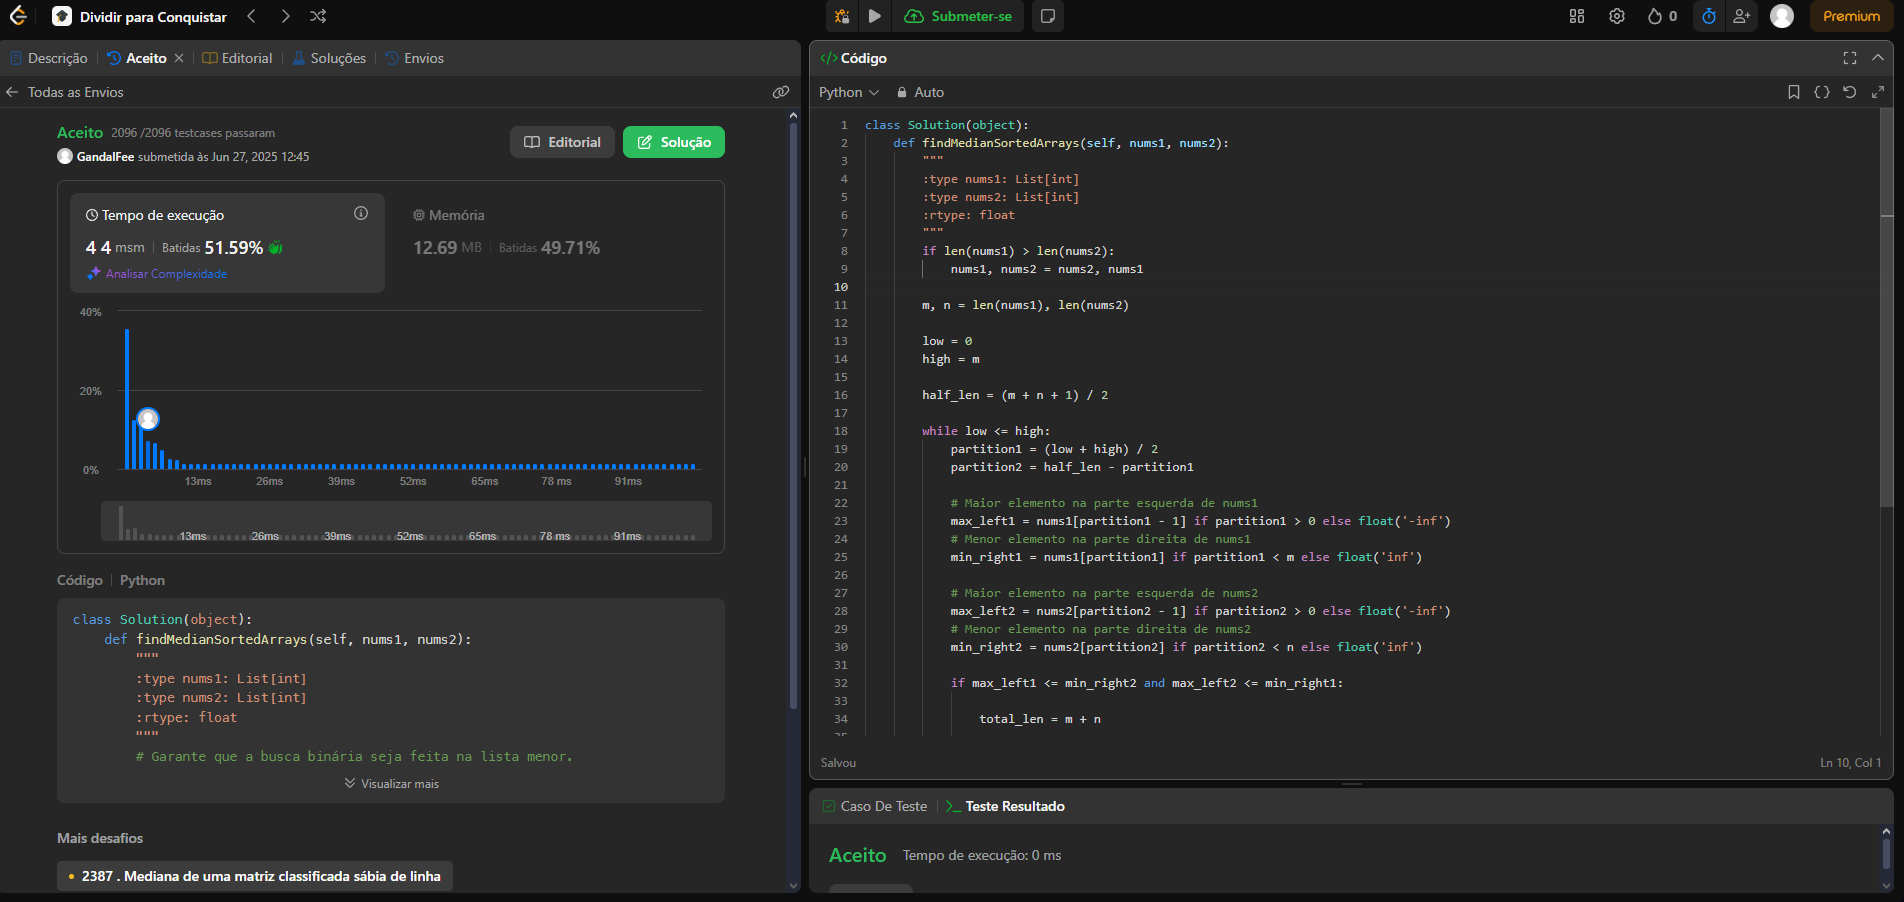 Dividir para Conquistar
Submeter-se
0
Premium
Descrição
Aceito
Editorial
Soluções
Envios
Todas as Envios
Aceito 2096 /2096 testcases passaram
GandalFee submetida às Jun 27, 2025 12:45
Editorial
Solução
Tempo de execução
4 4 msm | Batidas 51.59%
Analisar Complexidade
Memória
12.69 MB | Batidas 49.71%
40%
20%
0%
13ms 26ms 39ms 52ms 65ms 78 ms 91ms
13ms 26ms 39ms 52ms 65ms 78 ms 91ms
Código | Python
class Solution(object):
def findMedianSortedArrays(self, nums1, nums2):
"""
:type nums1: List[int]
:type nums2: List[int]
:rtype: float
"""
# Garante que a busca binária seja feita na lista menor.
Visualizar mais
Mais desafios
2387 . Mediana de uma matriz classificada sábia de linha
</> Código
Python
Auto
1 class Solution(object):
2 def findMedianSortedArrays(self, nums1, nums2):
3 """
4 :type nums1: List[int]
5 :type nums2: List[int]
6 :rtype: float
7 """
8 if len(nums1) > len(nums2):
9 nums1, nums2 = nums2, nums1
10
11 m, n = len(nums1), len(nums2)
12
13 low = 0
14 high = m
15
16 half_len = (m + n + 1) / 2
17
18 while low <= high:
19 partition1 = (low + high) / 2
20 partition2 = half_len - partition1
21
22 # Maior elemento na parte esquerda de nums1
23 max_left1 = nums1[partition1 - 1] if partition1 > 0 else float('-inf')
24 # Menor elemento na parte direita de nums1
25 min_right1 = nums1[partition1] if partition1 < m else float('inf')
26
27 # Maior elemento na parte esquerda de nums2
28 max_left2 = nums2[partition2 - 1] if partition2 > 0 else float('-inf')
29 # Menor elemento na parte direita de nums2
30 min_right2 = nums2[partition2] if partition2 < n else float('inf')
31
32 if max_left1 <= min_right2 and max_left2 <= min_right1:
33
34 total_len = m + n
Salvou
Ln 10, Col 1
Caso De Teste
Teste Resultado
Aceito Tempo de execução: 0 ms